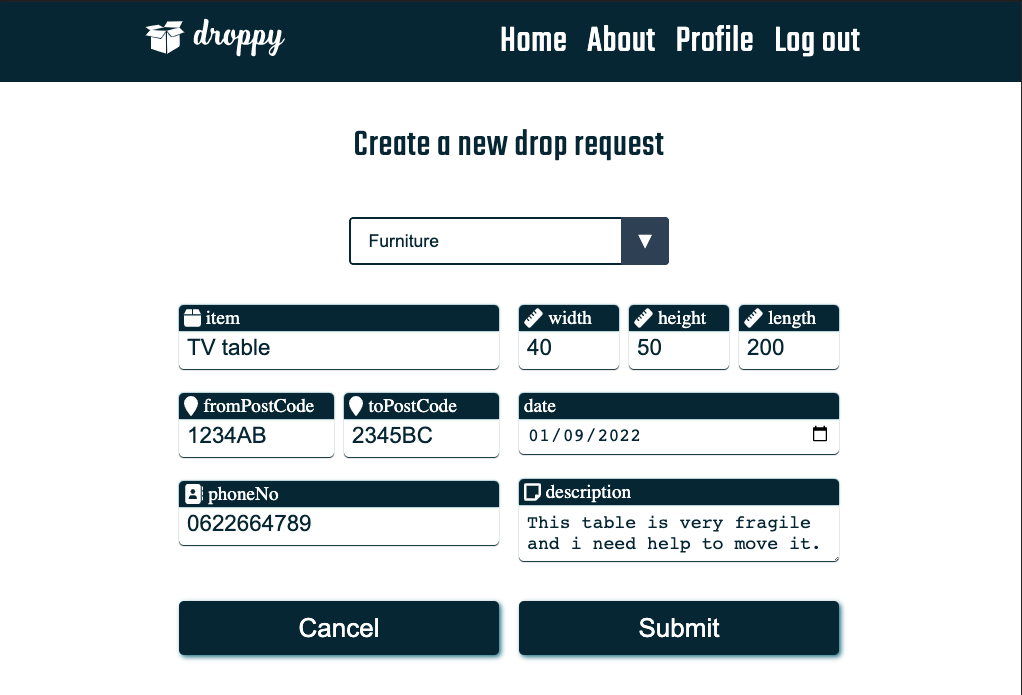 droppy
Home About Profile Log out
Create a new drop request
Furniture
item
TV table
width
40
height
50
length
200
fromPostCode
1234AB
toPostCode
2345BC
date
01/09/2022
phoneNo
0622664789
description
This table is very fragile
and i need help to move it.
Cancel
Submit